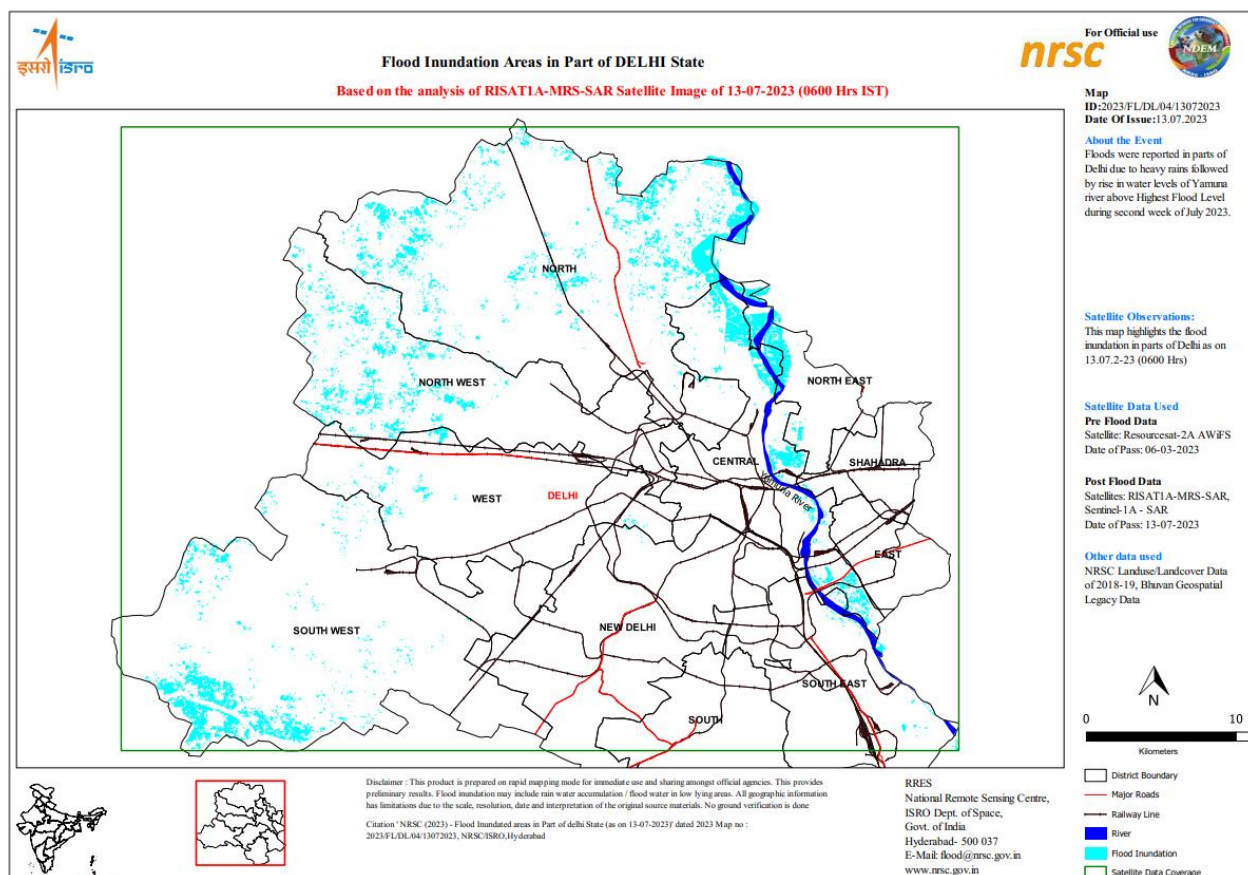 इसरो isro
Flood Inundation Areas in Part of DELHI State
Based on the analysis of RISAT1A-MRS-SAR Satellite Image of 13-07-2023 (0600 Hrs IST)
nrsc
For Official use
NDEM
Map
ID:2023/FL/DL/04/13072023
Date Of Issue:13.07.2023
About the Event
Floods were reported in parts of
Delhi due to heavy rains followed
by rise in water levels of Yamuna
river above Highest Flood Level
during second week of July 2023.
Satellite Observations:
This map highlights the flood
inundation in parts of Delhi as on
13.07.2-23 (0600 Hrs)
Satellite Data Used
Pre Flood Data
Satellite: Resourcesat-2A AWiFS
Date of Pass: 06-03-2023
Post Flood Data
Satellites: RISAT1A-MRS-SAR,
Sentinel-1A - SAR
Date of Pass: 13-07-2023
Other data used
NRSC Landuse/Landcover Data
of 2018-19, Bhuvan Geospatial
Legacy Data
NORTH
NORTH WEST
NORTH EAST
CENTRAL
SHAHADRA
WEST
DELHI
Yamuna River
EAST
SOUTH WEST
NEW DELHI
SOUTH EAST
SOUTH
N
0 10
Kilometers
District Boundary
Major Roads
Railway Line
River
Flood Inundation
Satellite Data Coverage
Disclaimer : This product is prepared on rapid mapping mode for immediate use and sharing amongst official agencies. This provides
preliminary results. Flood inundation may include rain water accumulation / flood water in low lying areas. All geographic information
has limitations due to the scale, resolution, date and interpretation of the original source materials. No ground verification is done
Citation ' NRSC (2023) - Flood Inundated areas in Part of delhi State (as on 13-07-2023)' dated 2023 Map no :
2023/FL/DL/04/13072023, NRSC/ISRO,Hyderabad
RRES
National Remote Sensing Centre,
ISRO Dept. of Space,
Govt. of India
Hyderabad- 500 037
E-Mail: flood@nrsc.gov.in
www.nrsc.gov.in